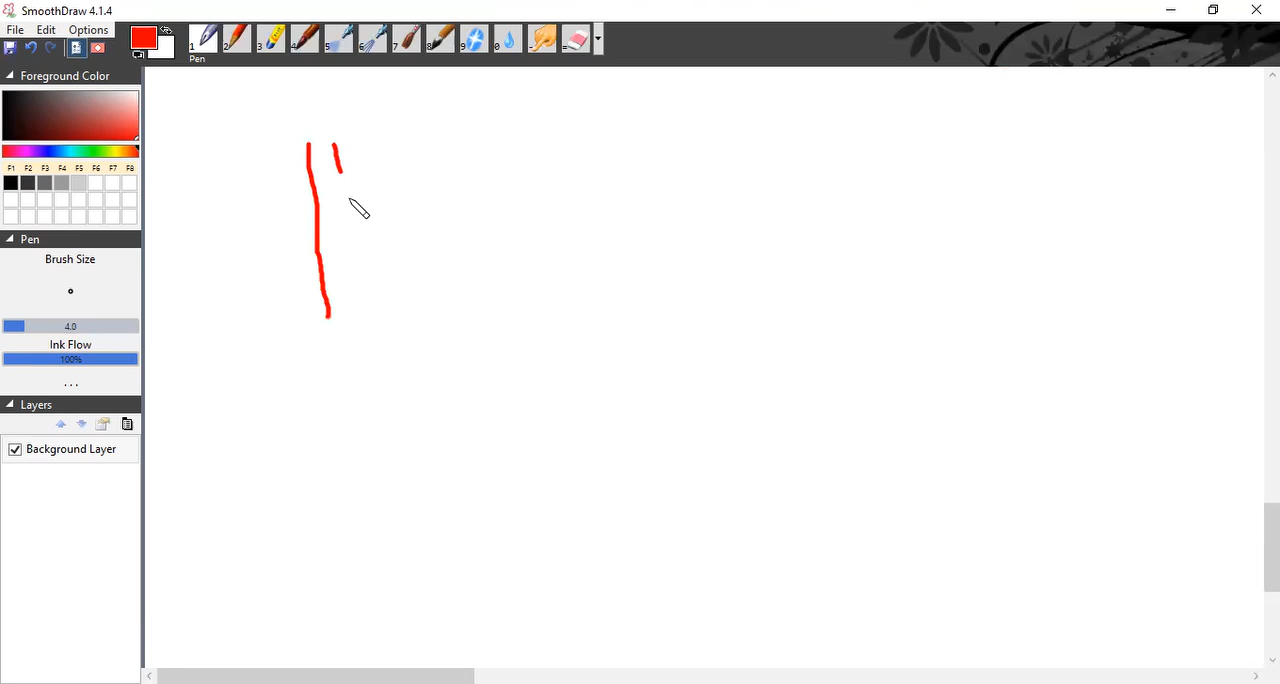 SmoothDraw 4.1.4
File Edit Options
1 2 3 4 5 6 7 8 9 0 - =
Pen
Foreground Color
F1 F2 F3 F4 F5 F6 F7 F8
Pen
Brush Size
4.0
Ink Flow
100%
...
Layers
Background Layer